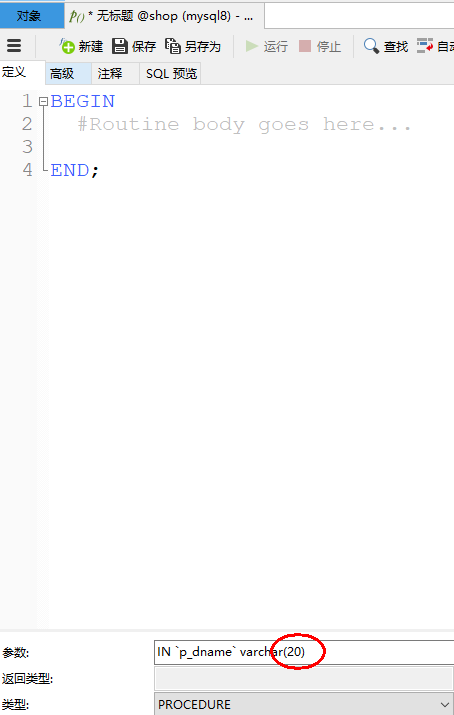 对象
* 无标题 @shop (mysql8) - ...
新建 保存 另存为 运行 停止 查找 自动
定义 高级 注释 SQL 预览
1 BEGIN
2 #Routine body goes here...
3
4 END;
参数: IN `p_dname` varchar(20)
返回类型:
类型: PROCEDURE